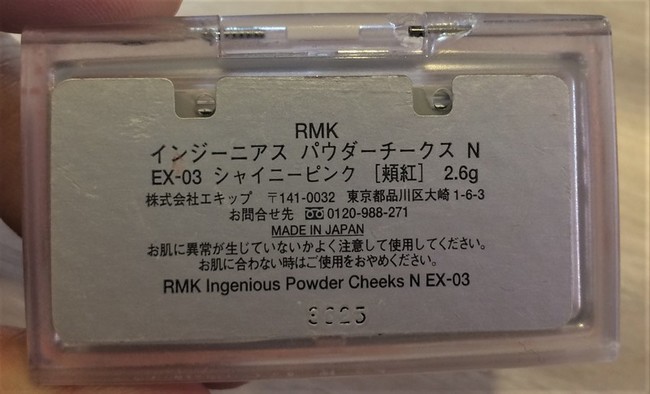 RMK
インジーニアス パウダーチークス N
EX-03 シャイニーピンク [頬紅] 2.6g
株式会社エキップ 〒141-0032 東京都品川区大崎1-6-3
お問合せ先 0120-988-271
MADE IN JAPAN
お肌に異常が生じていないかよく注意して使用してください。
お肌に合わない時はご使用をおやめください。
RMK Ingenious Powder Cheeks N EX-03